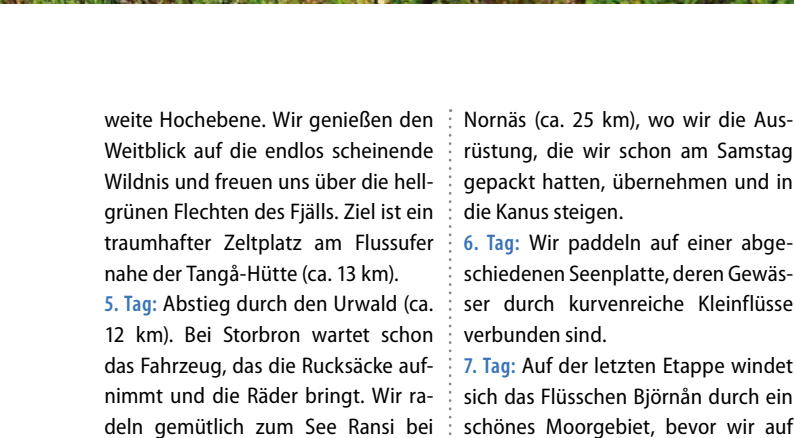 weite Hochebene. Wir genießen den
Weitblick auf die endlos scheinende
Wildnis und freuen uns über die hell-
grünen Flechten des Fjälls. Ziel ist ein
traumhafter Zeltplatz am Flussufer
nahe der Tangå-Hütte (ca. 13 km).
5. Tag: Abstieg durch den Urwald (ca.
12 km). Bei Storbron wartet schon
das Fahrzeug, das die Rucksäcke auf-
nimmt und die Räder bringt. Wir ra-
deln gemütlich zum See Ransi bei
Nornäs (ca. 25 km), wo wir die Aus-
rüstung, die wir schon am Samstag
gepackt hatten, übernehmen und in
die Kanus steigen.
6. Tag: Wir paddeln auf einer abge-
schiedenen Seenplatte, deren Gewäs-
ser durch kurvenreiche Kleinflüsse
verbunden sind.
7. Tag: Auf der letzten Etappe windet
sich das Flüsschen Björnån durch ein
schönes Moorgebiet, bevor wir auf